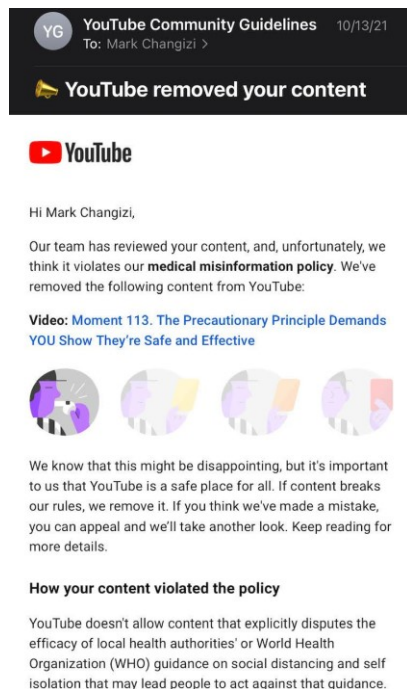 YG
YouTube Community Guidelines 10/13/21
To: Mark Changizi >
YouTube removed your content
YouTube
Hi Mark Changizi,
Our team has reviewed your content, and, unfortunately, we
think it violates our medical misinformation policy. We've
removed the following content from YouTube:
Video: Moment 113. The Precautionary Principle Demands
YOU Show They're Safe and Effective
We know that this might be disappointing, but it's important
to us that YouTube is a safe place for all. If content breaks
our rules, we remove it. If you think we've made a mistake,
you can appeal and we'll take another look. Keep reading for
more details.
How your content violated the policy
YouTube doesn't allow content that explicitly disputes the
efficacy of local health authorities' or World Health
Organization (WHO) guidance on social distancing and self
isolation that may lead people to act against that guidance.